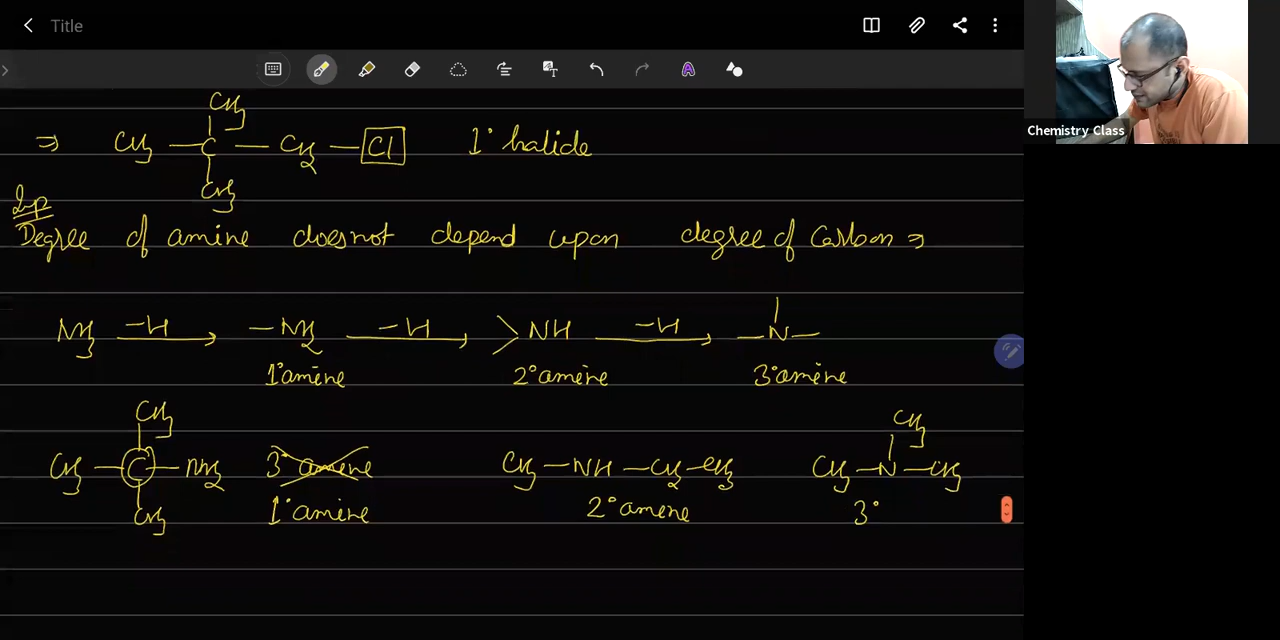 Title
Chemistry Class
CH3
⇒ CH3 — C — CH2 — Cl 1° halide
CH3
Imp
Degree of amine doesnot depend upon degree of Carbon ⇒
NH3 —H → —NH2 —H → >NH —H → —N—
1°amine 2°amine 3°amine
CH3 CH3
CH3 — C — NH2 3° amine CH3 — NH — CH2 — CH3 CH3 — N — CH3
CH3 1° amine 2° amine 3°